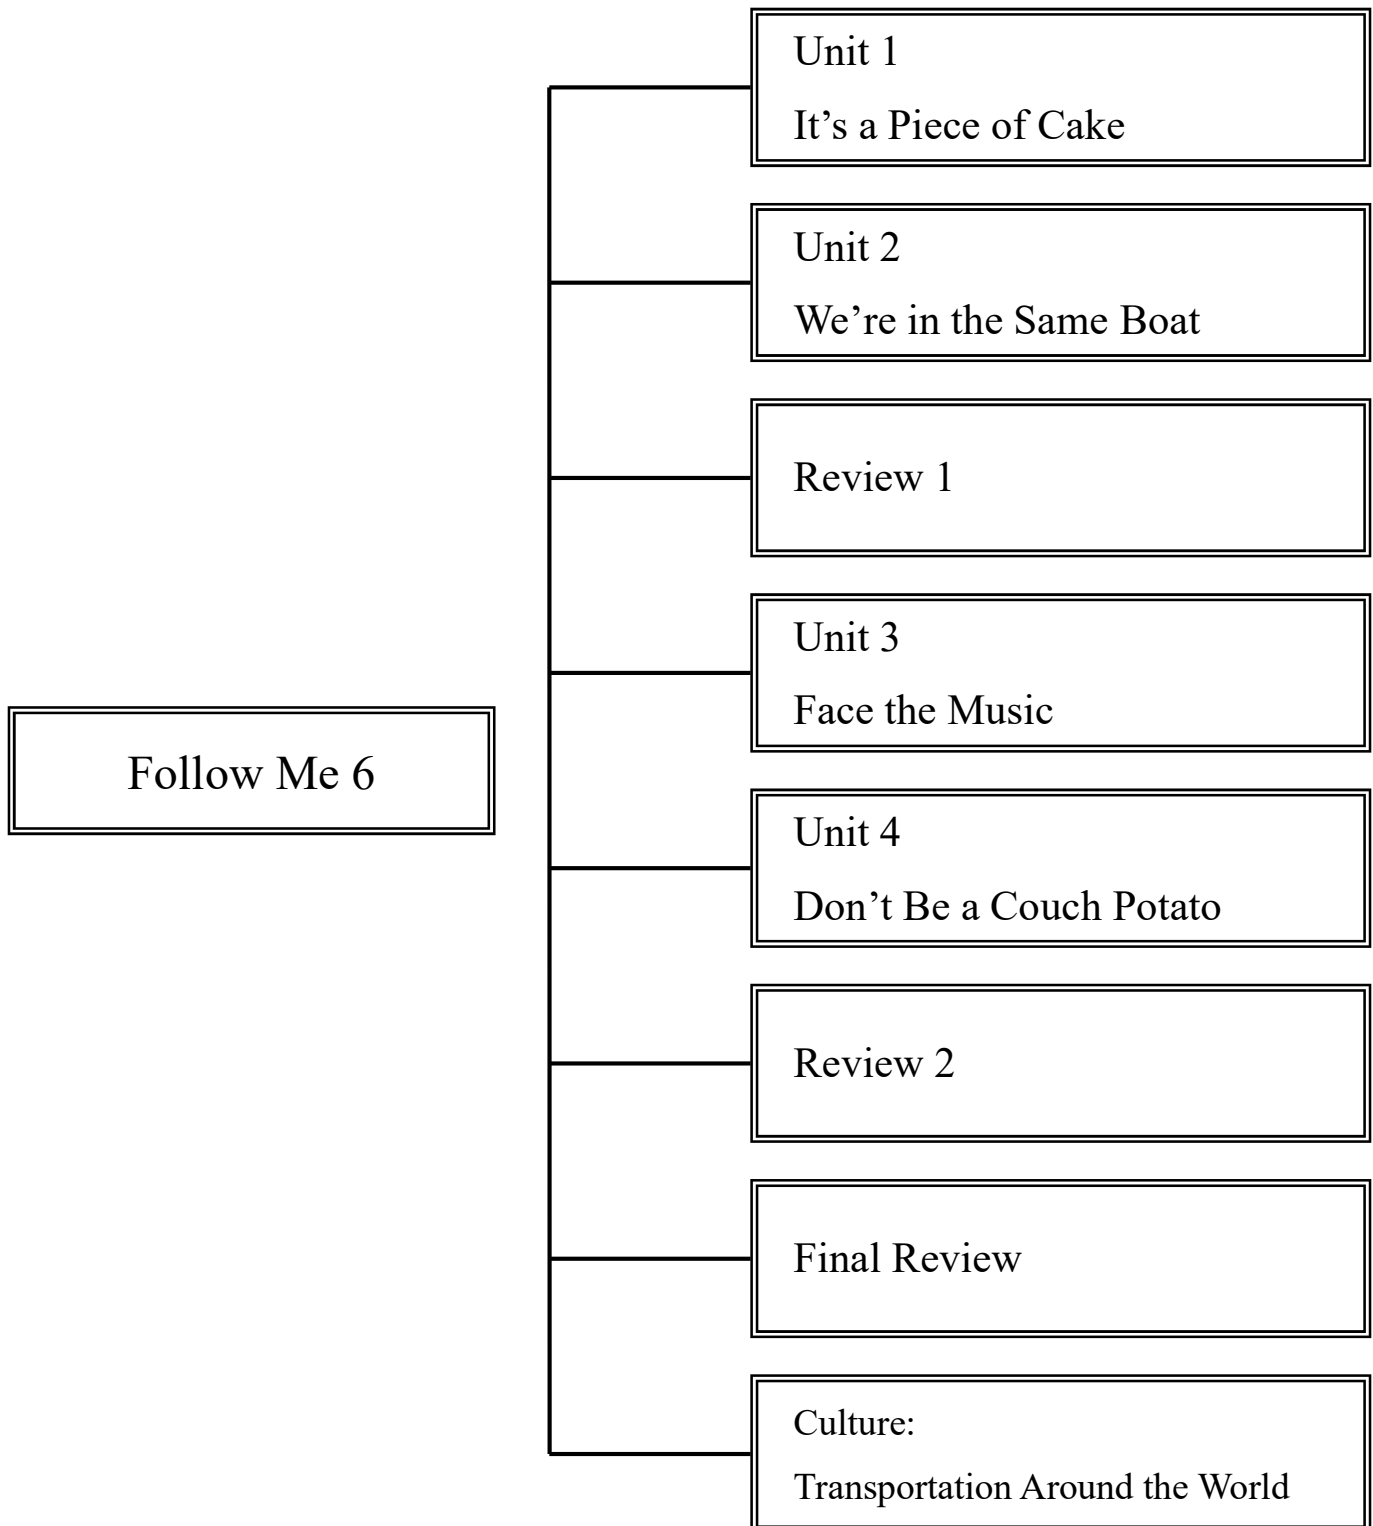 Follow Me 6
Unit 1
It’s a Piece of Cake
Unit 2
We’re in the Same Boat
Review 1
Unit 3
Face the Music
Unit 4
Don’t Be a Couch Potato
Review 2
Final Review
Culture:
Transportation Around the World